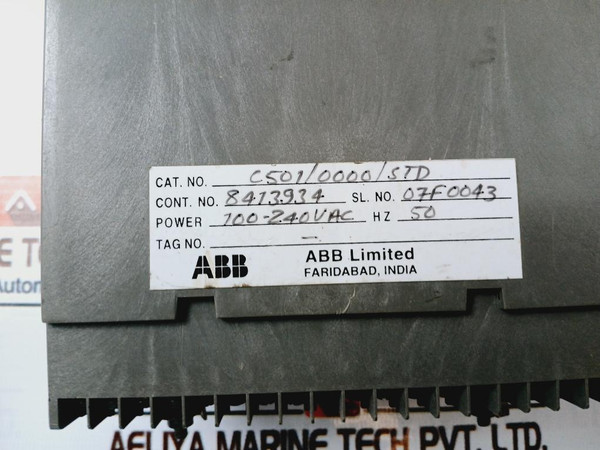 CAT. NO. C501/0000/STD
CONT. NO. 8413934 SL. NO. 07F0043
POWER 100-240VAC HZ 50
TAG NO. –
ABB ABB Limited
FARIDABAD, INDIA
AELIYA MARINE TECH PVT. LTD.